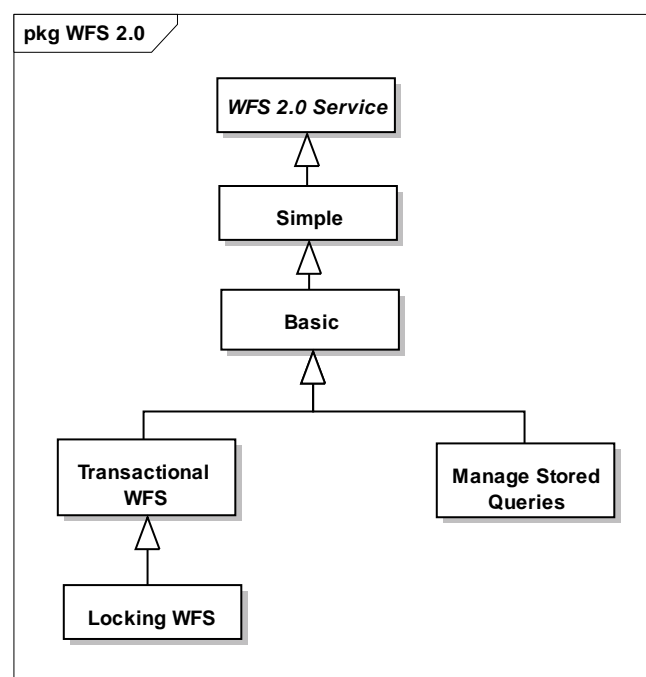 pkg WFS 2.0
WFS 2.0 Service
Simple
Basic
Transactional
WFS
Manage Stored
Queries
Locking WFS